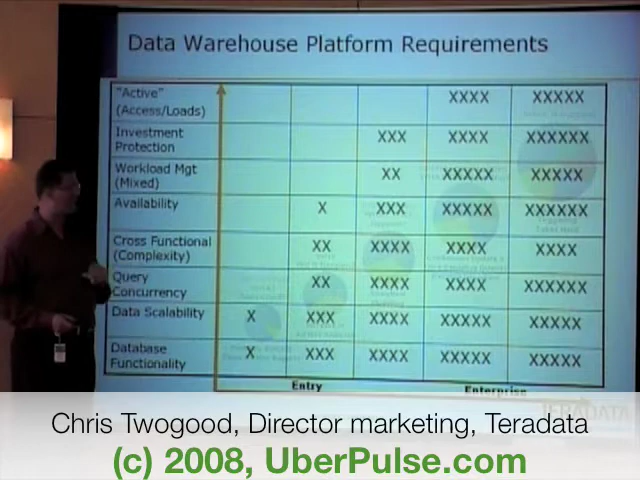 Data Warehouse Platform Requirements
"Active" XXXX XXXXX
(Access/Loads)
Investment XXX XXXX XXXXXX
Protection
Workload Mgt XX XXXXX XXXXX
(Mixed)
Availability X XXX XXXXX XXXXXX
Cross Functional XX XXXX XXXX XXXX
(Complexity)
Query XX XXXX XXXX XXXXXX
Concurrency
Data Scalability X XXX XXXX XXXXX XXXXX
Database X XXX XXXX XXXXX XXXXX
Functionality
Entry Enterprise
TERADATA
Chris Twogood, Director marketing, Teradata
(c) 2008, UberPulse.com